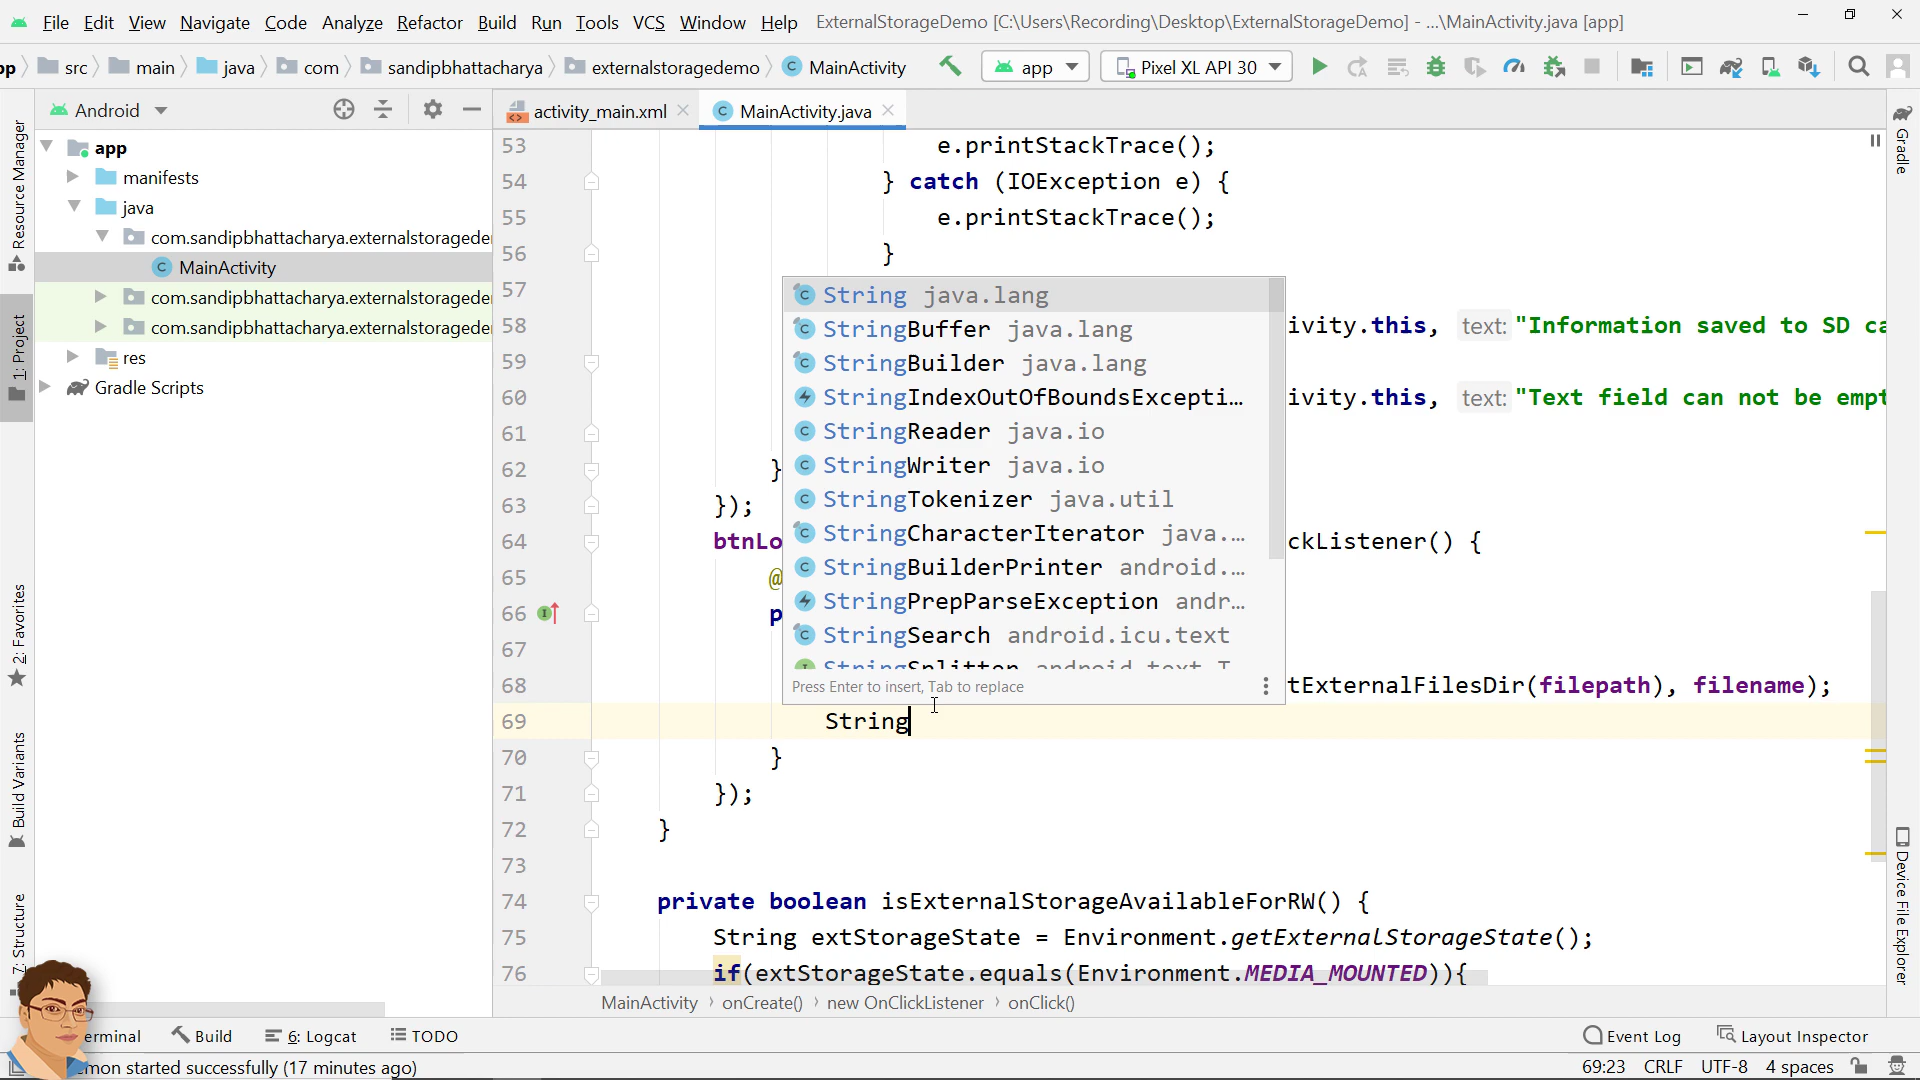 File Edit View Navigate Code Analyze Refactor Build Run Tools VCS Window Help ExternalStorageDemo [C:\Users\Recording\Desktop\ExternalStorageDemo] - ...\MainActivity.java [app]
pp src main java com sandipbhattacharya externalstoragedemo MainActivity app Pixel XL API 30
Android
activity_main.xml MainActivity.java
Resource Manager
1: Project
2: Favorites
Build Variants
7: Structure
app
manifests
java
com.sandipbhattacharya.externalstoragede
MainActivity
com.sandipbhattacharya.externalstoragede
com.sandipbhattacharya.externalstoragede
res
Gradle Scripts
53 e.printStackTrace();
54 } catch (IOException e) {
55 e.printStackTrace();
56 }
57
58 ivity.this, text: "Information saved to SD ca
59
60 ivity.this, text: "Text field can not be empt
61
62 }
63 });
64 btnLo ckListener() {
65 @
66 p
67
68 tExternalFilesDir(filepath), filename);
69 String
70 }
71 });
72 }
73
74 private boolean isExternalStorageAvailableForRW() {
75 String extStorageState = Environment.getExternalStorageState();
76 if(extStorageState.equals(Environment.MEDIA_MOUNTED)){
String java.lang
StringBuffer java.lang
StringBuilder java.lang
StringIndexOutOfBoundsExcepti...
StringReader java.io
StringWriter java.io
StringTokenizer java.util
StringCharacterIterator java....
StringBuilderPrinter android....
StringPrepParseException andr...
StringSearch android.icu.text
StringSplitter android.text.T
Press Enter to insert, Tab to replace
Gradle
Device File Explorer
MainActivity onCreate() new OnClickListener onClick()
erminal Build 6: Logcat TODO Event Log Layout Inspector
mon started successfully (17 minutes ago) 69:23 CRLF UTF-8 4 spaces